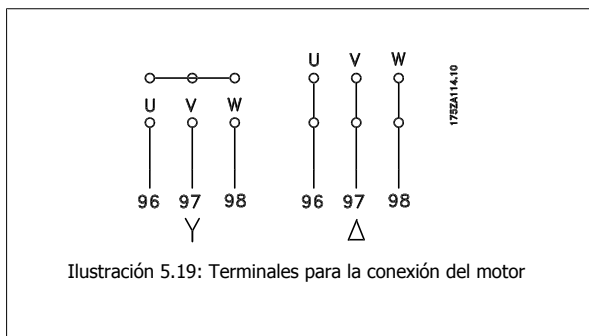 U V W
U V W
175ZA114.10
96 97 98
96 97 98
Y
Δ
Ilustración 5.19: Terminales para la conexión del motor